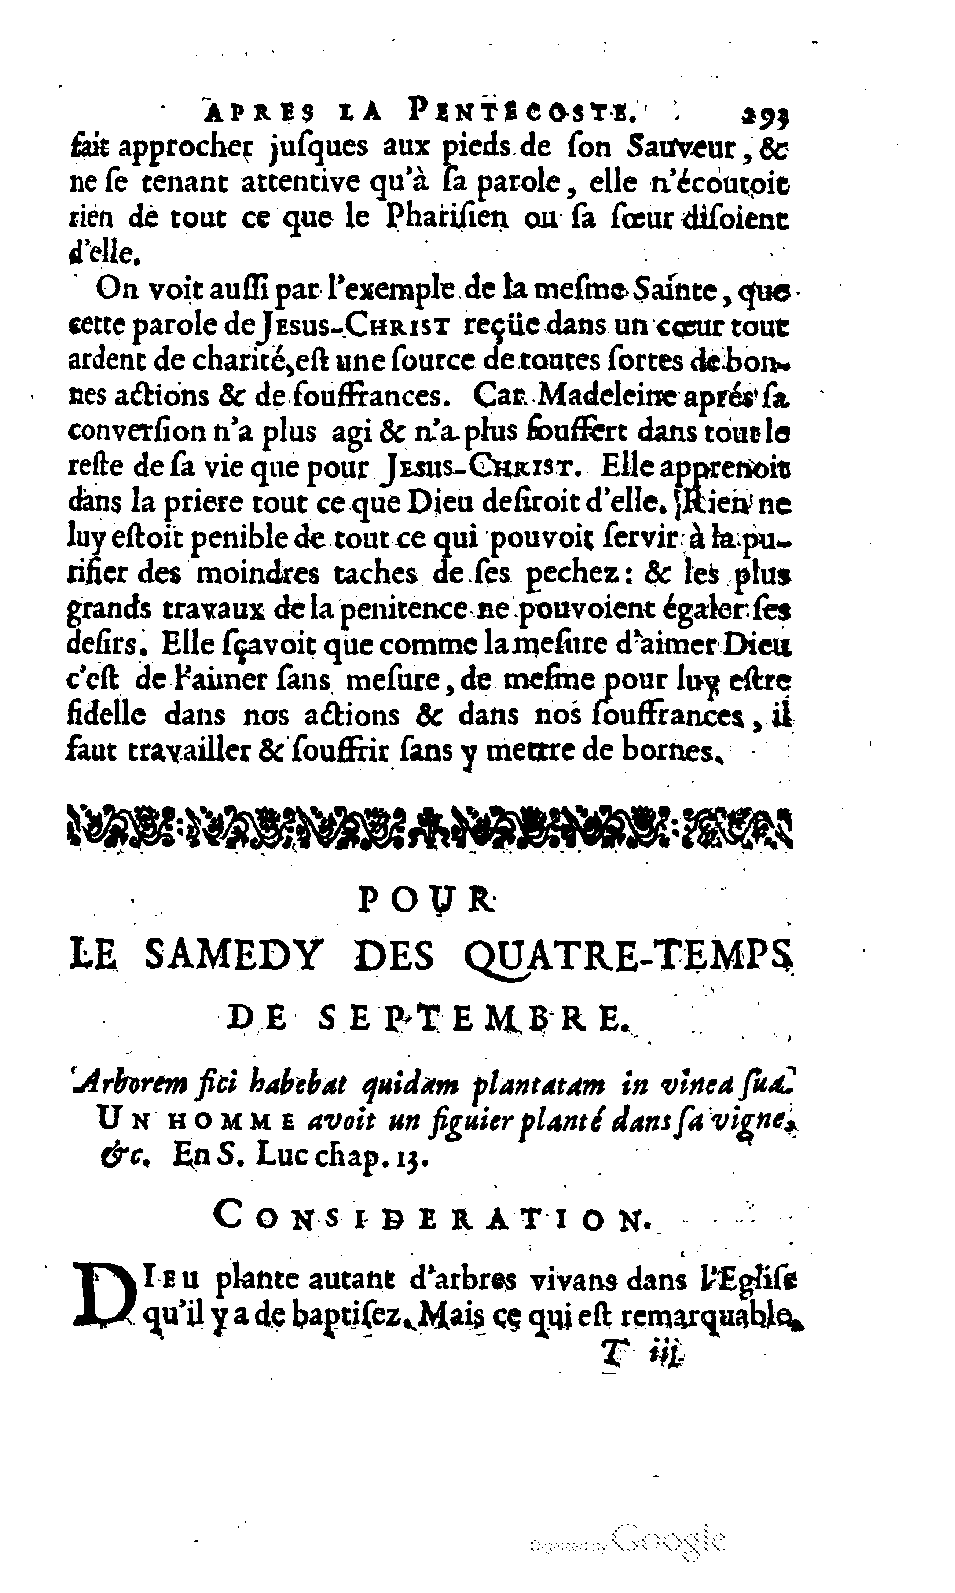 APRES LA PENTECOSTE. 293
fait approcher juſques aux pieds de ſon Sauveur, &
ne ſe tenant attentive qu'à ſa parole, elle n'écoutoit
rien de tout ce que le Phariſien ou ſa ſœur diſoient
d'elle.
On voit auſſi par l'exemple de la meſme Sainte, que
cette parole de JESUS-CHRIST reçüe dans un cœur tout
ardent de charité, eſt une ſource de toutes ſortes de bon-
nes actions & de ſouffrances. Car Madeleine aprés ſa
converſion n'a plus agi & n'a plus ſouffert dans tout le
reſte de ſa vie que pour JESUS-CHRIST. Elle apprenoit
dans la priere tout ce que Dieu deſiroit d'elle. Rien ne
luy eſtoit penible de tout ce qui pouvoit ſervir à la pu-
rifier des moindres taches de ſes pechez: & les plus
grands travaux de la penitence ne pouvoient égaler ſes
deſirs. Elle ſçavoit que comme la meſure d'aimer Dieu
c'eſt de l'aimer ſans meſure, de meſme pour luy eſtre
fidelle dans nos actions & dans nos ſouffrances, il
faut travailler & ſouffrir ſans y mettre de bornes.
POUR
LE SAMEDY DES QUATRE-TEMPS
DE SEPTEMBRE.
Arborem fici habebat quidam plantatam in vinea ſua.
UN HOMME avoit un figuier planté dans ſa vigne,
&c. En S. Luc chap. 13.
CONSIDERATION.
DIEU plante autant d'arbres vivans dans l'Egliſe
qu'il y a de baptiſez. Mais ce qui eſt remarquable,
T iij
Digitized by Google